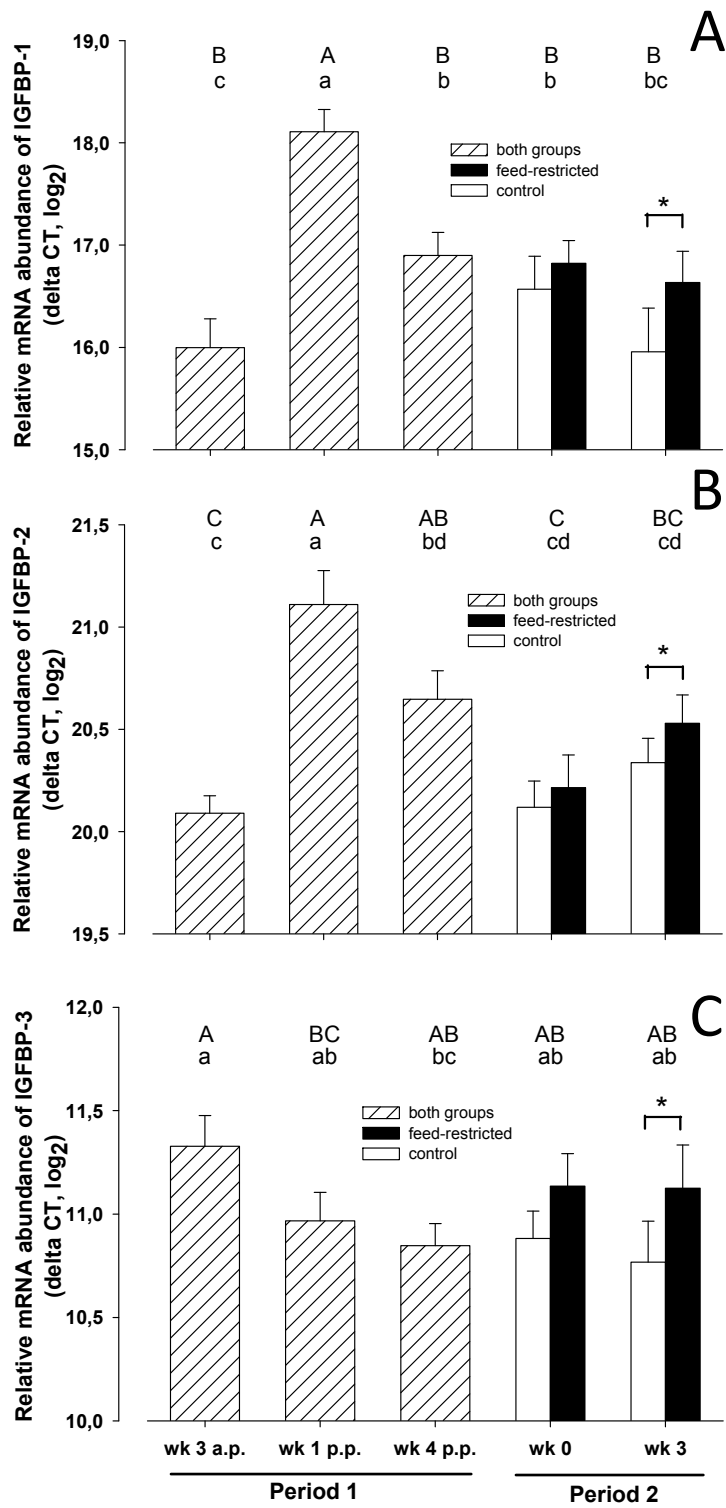 A
19,0
B A B B B
c a b b bc
18,0
both groups
feed-restricted
control
*
17,0
16,0
15,0
Relative mRNA abundance of IGFBP-1
(delta CT, log2)
B
21,5
C A AB C BC
c a bd cd cd
21,0
both groups
feed-restricted
control
*
20,5
20,0
19,5
Relative mRNA abundance of IGFBP-2
(delta CT, log2)
C
12,0
A BC AB AB AB
a ab bc ab ab
11,5
both groups
feed-restricted
control
*
11,0
10,5
10,0
Relative mRNA abundance of IGFBP-3
(delta CT, log2)
wk 3 a.p. wk 1 p.p. wk 4 p.p. wk 0 wk 3
Period 1 Period 2